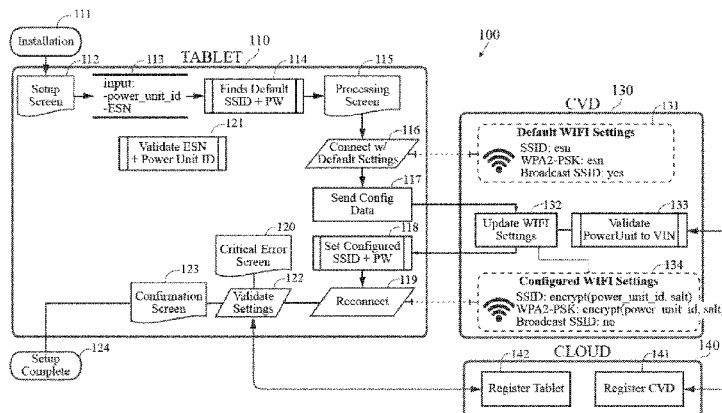 111
Installation
100
TABLET
110
112
113
114
115
Setup
Screen
input:
-power_unit_id
-ESN
Finds Default
SSID + PW
Processing
Screen
121
Validate ESN
+ Power Unit ID
116
Connect w/
Default Settings
117
Send Config
Data
118
Set Configured
SSID + PW
119
Reconnect
120
Critical Error
Screen
122
Validate
Settings
123
Confirmation
Screen
124
Setup
Complete
CVD
130
131
Default WIFI Settings
SSID: esn
WPA2-PSK: esn
Broadcast SSID: yes
132
133
Update WIFI
Settings
Validate
PowerUnit to VIN
134
Configured WIFI Settings
SSID: encrypt(power_unit_id, salt)
WPA2-PSK: encrypt(power_unit_id, salt)
Broadcast SSID: no
CLOUD
140
142
141
Register Tablet
Register CVD